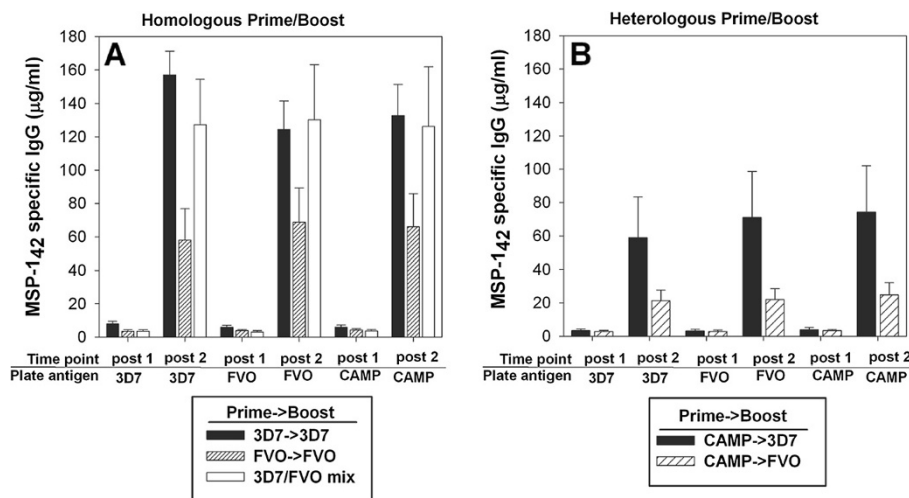 Homologous Prime/Boost
A
MSP-142 specific IgG (µg/ml)
180
160
140
120
100
80
60
40
20
0
Time point post 1 post 2 post 1 post 2 post 1 post 2
Plate antigen 3D7 3D7 FVO FVO CAMP CAMP
Prime->Boost
3D7->3D7
FVO->FVO
3D7/FVO mix
Heterologous Prime/Boost
B
MSP-142 specific IgG (µg/ml)
180
160
140
120
100
80
60
40
20
0
Time point post 1 post 2 post 1 post 2 post 1 post 2
Plate antigen 3D7 3D7 FVO FVO CAMP CAMP
Prime->Boost
CAMP->3D7
CAMP->FVO